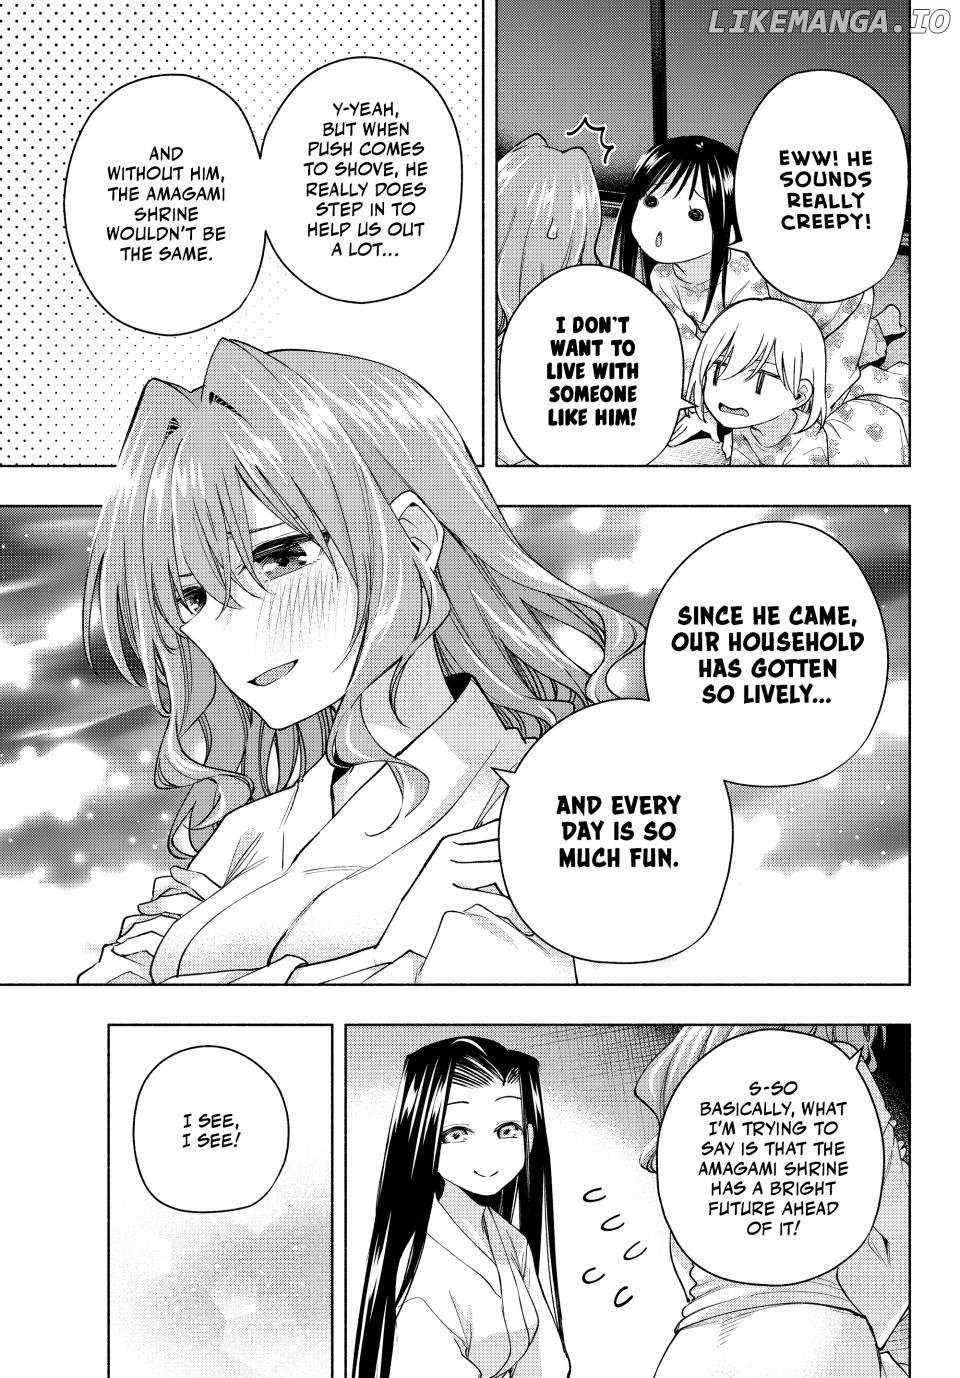 LIKEMANGA.IO
EWW! HE
SOUNDS
REALLY
CREEPY!
I DON'T
WANT TO
LIVE WITH
SOMEONE
LIKE HIM!
Y-YEAH,
BUT WHEN
PUSH COMES
TO SHOVE, HE
REALLY DOES
STEP IN TO
HELP US OUT
A LOT...
AND
WITHOUT HIM,
THE AMAGAMI
SHRINE
WOULDN'T BE
THE SAME.
SINCE HE CAME,
OUR HOUSEHOLD
HAS GOTTEN
SO LIVELY...
AND EVERY
DAY IS SO
MUCH FUN.
S-SO
BASICALLY, WHAT
I'M TRYING TO
SAY IS THAT THE
AMAGAMI SHRINE
HAS A BRIGHT
FUTURE AHEAD
OF IT!
I SEE,
I SEE!